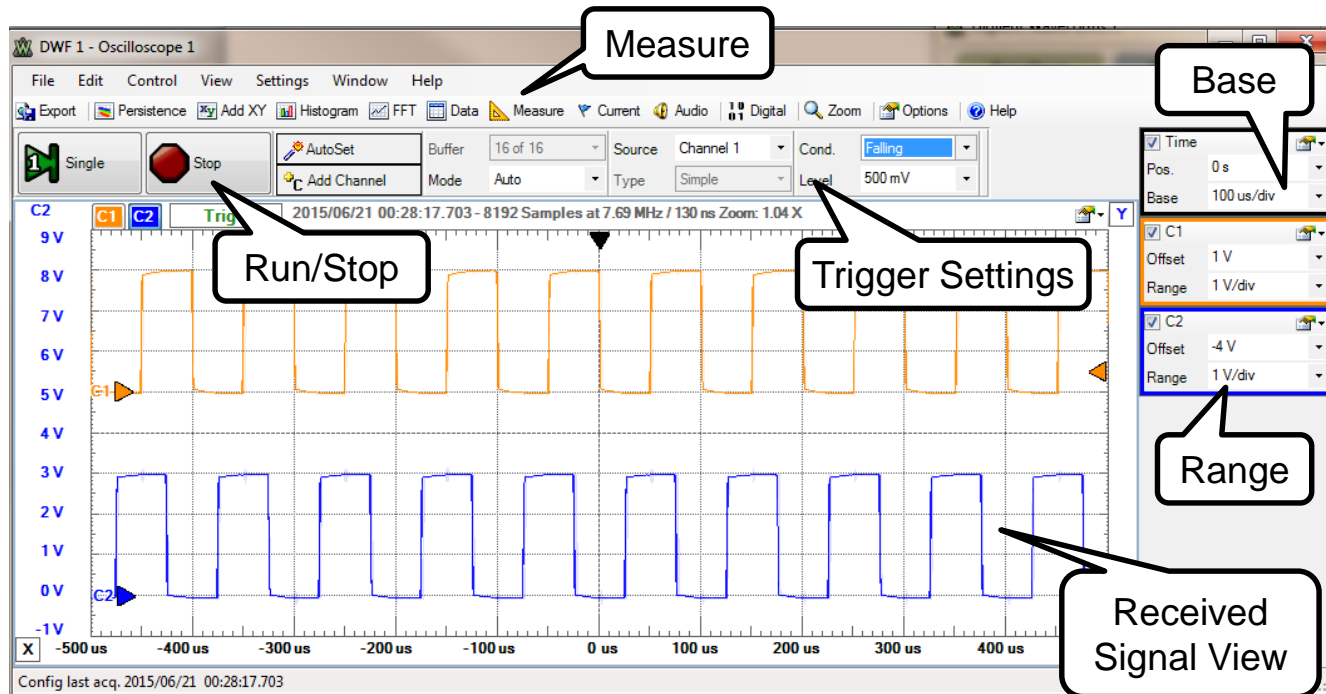 DWF 1 - Oscilloscope 1
Measure
Base
File Edit Control View Settings Window Help
Export Persistence Add XY Histogram FFT Data Measure Current Audio Digital Zoom Options Help
1 Single Stop AutoSet Buffer 16 of 16 Source Channel 1 Cond. Falling
Add Channel Mode Auto Type Simple Level 500 mV
Time
Pos. 0 s
Base 100 us/div
C2 C1 C2 Trig 2015/06/21 00:28:17.703 - 8192 Samples at 7.69 MHz / 130 ns Zoom: 1.04 X Y
C1
Offset 1 V
Range 1 V/div
C2
Offset -4 V
Range 1 V/div
Run/Stop
Trigger Settings
Range
Received
Signal View
9 V
8 V
7 V
6 V
5 V
4 V
3 V
2 V
1 V
0 V
-1 V
C1
C2
X -500 us -400 us -300 us -200 us -100 us 0 us 100 us 200 us 300 us 400 us
Config last acq. 2015/06/21 00:28:17.703